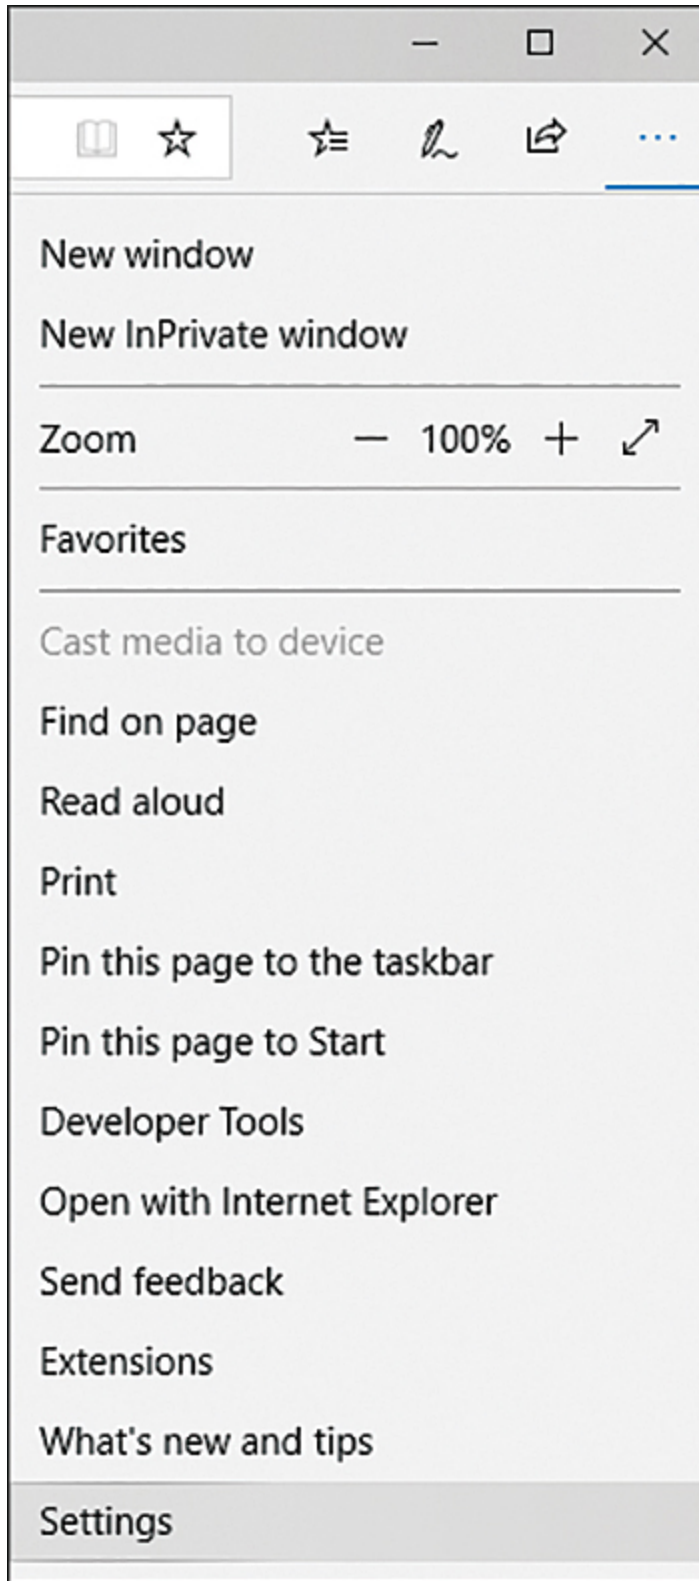 New window
New InPrivate window
Zoom 100%
Favorites
Cast media to device
Find on page
Read aloud
Print
Pin this page to the taskbar
Pin this page to Start
Developer Tools
Open with Internet Explorer
Send feedback
Extensions
What's new and tips
Settings